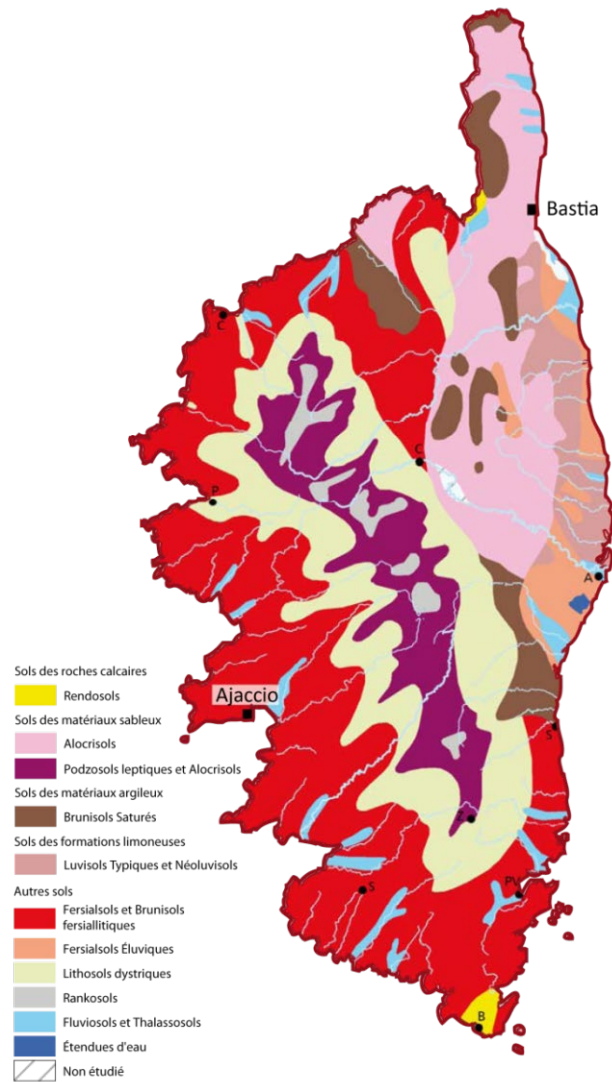 Bastia
C
C
P
A
Ajaccio
S
Z
S
PV
B
Sols des roches calcaires
Rendosols
Sols des matériaux sableux
Alocrisols
Podzosols leptiques et Alocrisols
Sols des matériaux argileux
Brunisols Saturés
Sols des formations limoneuses
Luvisols Typiques et Néoluvisols
Autres sols
Fersialsols et Brunisols
fersiallitiques
Fersialsols Éluviques
Lithosols dystriques
Rankosols
Fluviosols et Thalassosols
Étendues d'eau
Non étudié